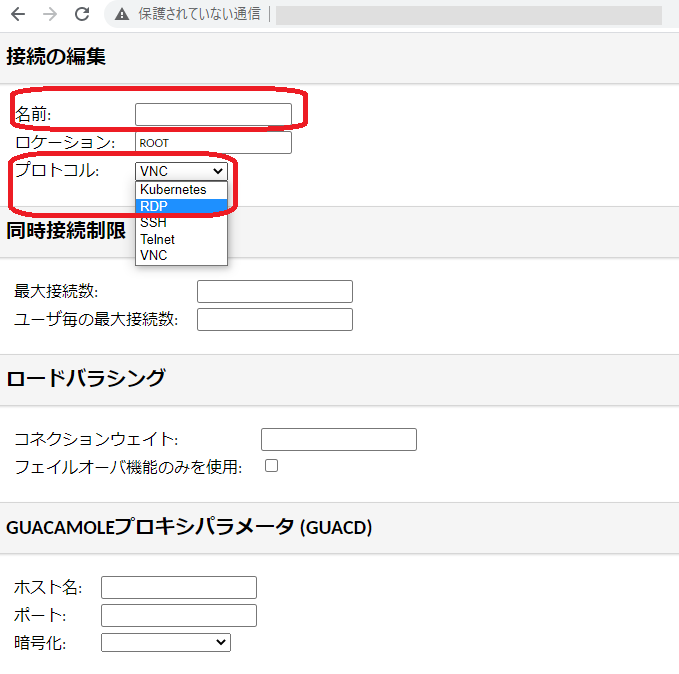 保護されていない通信
接続の編集
名前:
ロケーション: ROOT
プロトコル: VNC
Kubernetes
RDP
SSH
Telnet
VNC
同時接続制限
最大接続数:
ユーザ毎の最大接続数:
ロードバラシング
コネクションウェイト:
フェイルオーバ機能のみを使用:
GUACAMOLEプロキシパラメータ (GUACD)
ホスト名:
ポート:
暗号化: